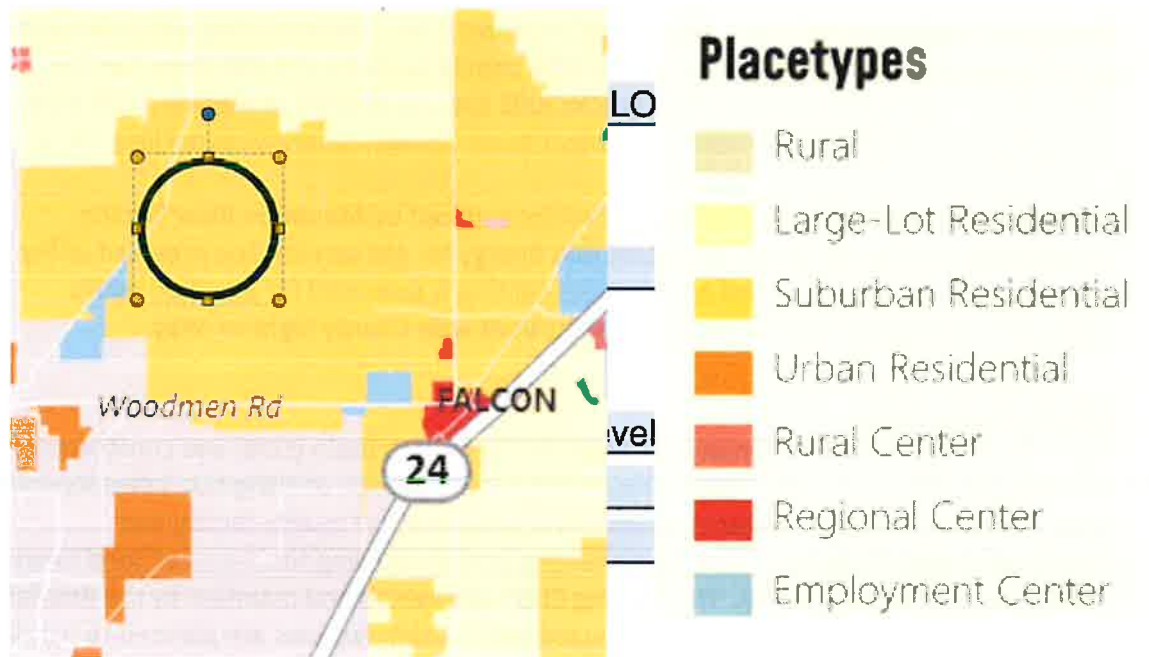 Woodmen Rd
FALCON
24
LO
evel
Placetypes
Rural
Large-Lot Residential
Suburban Residential
Urban Residential
Rural Center
Regional Center
Employment Center